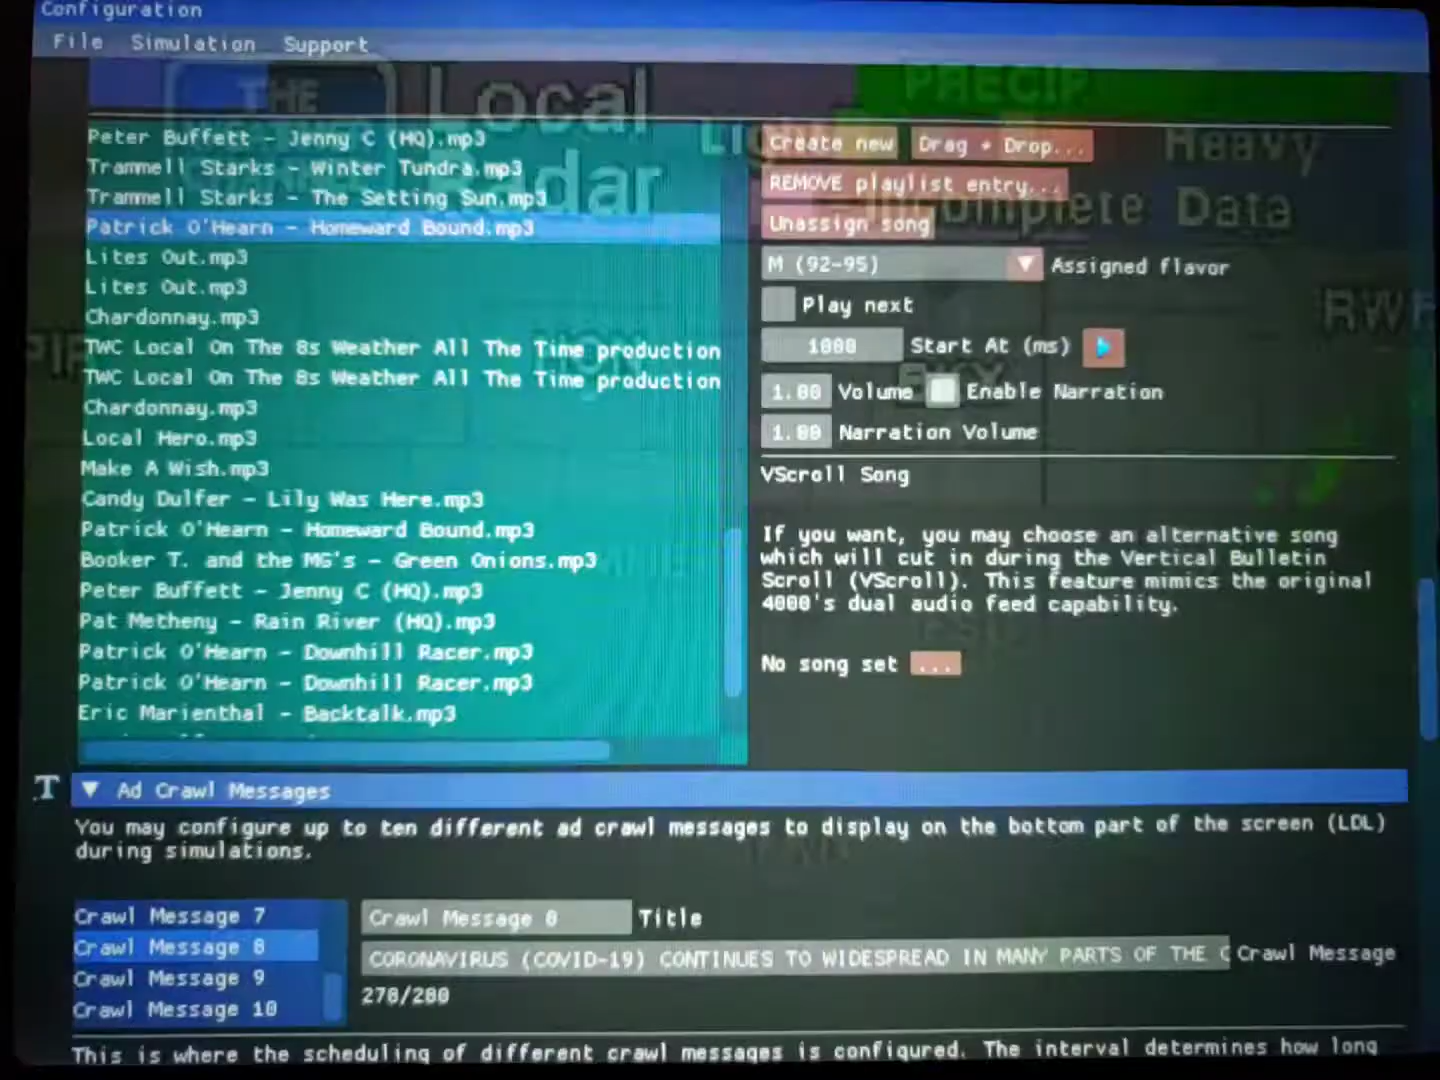 Configuration
File Simulation Support
THE
Local
Radar
PRECIP
Light
Heavy
Incomplete Data
Peter Buffett - Jenny C (HQ).mp3
Trammell Starks - Winter Tundra.mp3
Trammell Starks - The Setting Sun.mp3
Patrick O'Hearn - Homeward Bound.mp3
Lites Out.mp3
Lites Out.mp3
Chardonnay.mp3
TWC Local On The 8s Weather All The Time production
TWC Local On The 8s Weather All The Time production
Chardonnay.mp3
Local Hero.mp3
Make A Wish.mp3
Candy Dulfer - Lily Was Here.mp3
Patrick O'Hearn - Homeward Bound.mp3
Booker T. and the MG's - Green Onions.mp3
Peter Buffett - Jenny C (HQ).mp3
Pat Metheny - Rain River (HQ).mp3
Patrick O'Hearn - Downhill Racer.mp3
Patrick O'Hearn - Downhill Racer.mp3
Eric Marienthal - Backtalk.mp3
Create new Drag + Drop...
REMOVE playlist entry...
Unassign song
M (92-95) Assigned flavor
Play next
1000 Start At (ms)
1.00 Volume Enable Narration
1.00 Narration Volume
VScroll Song
If you want, you may choose an alternative song
which will cut in during the Vertical Bulletin
Scroll (VScroll). This feature mimics the original
4000's dual audio feed capability.
No song set ...
Ad Crawl Messages
You may configure up to ten different ad crawl messages to display on the bottom part of the screen (LDL)
during simulations.
Crawl Message 7
Crawl Message 8
Crawl Message 9
Crawl Message 10
Crawl Message 8 Title
CORONAVIRUS (COVID-19) CONTINUES TO WIDESPREAD IN MANY PARTS OF THE C Crawl Message
278/280
This is where the scheduling of different crawl messages is configured. The interval determines how long